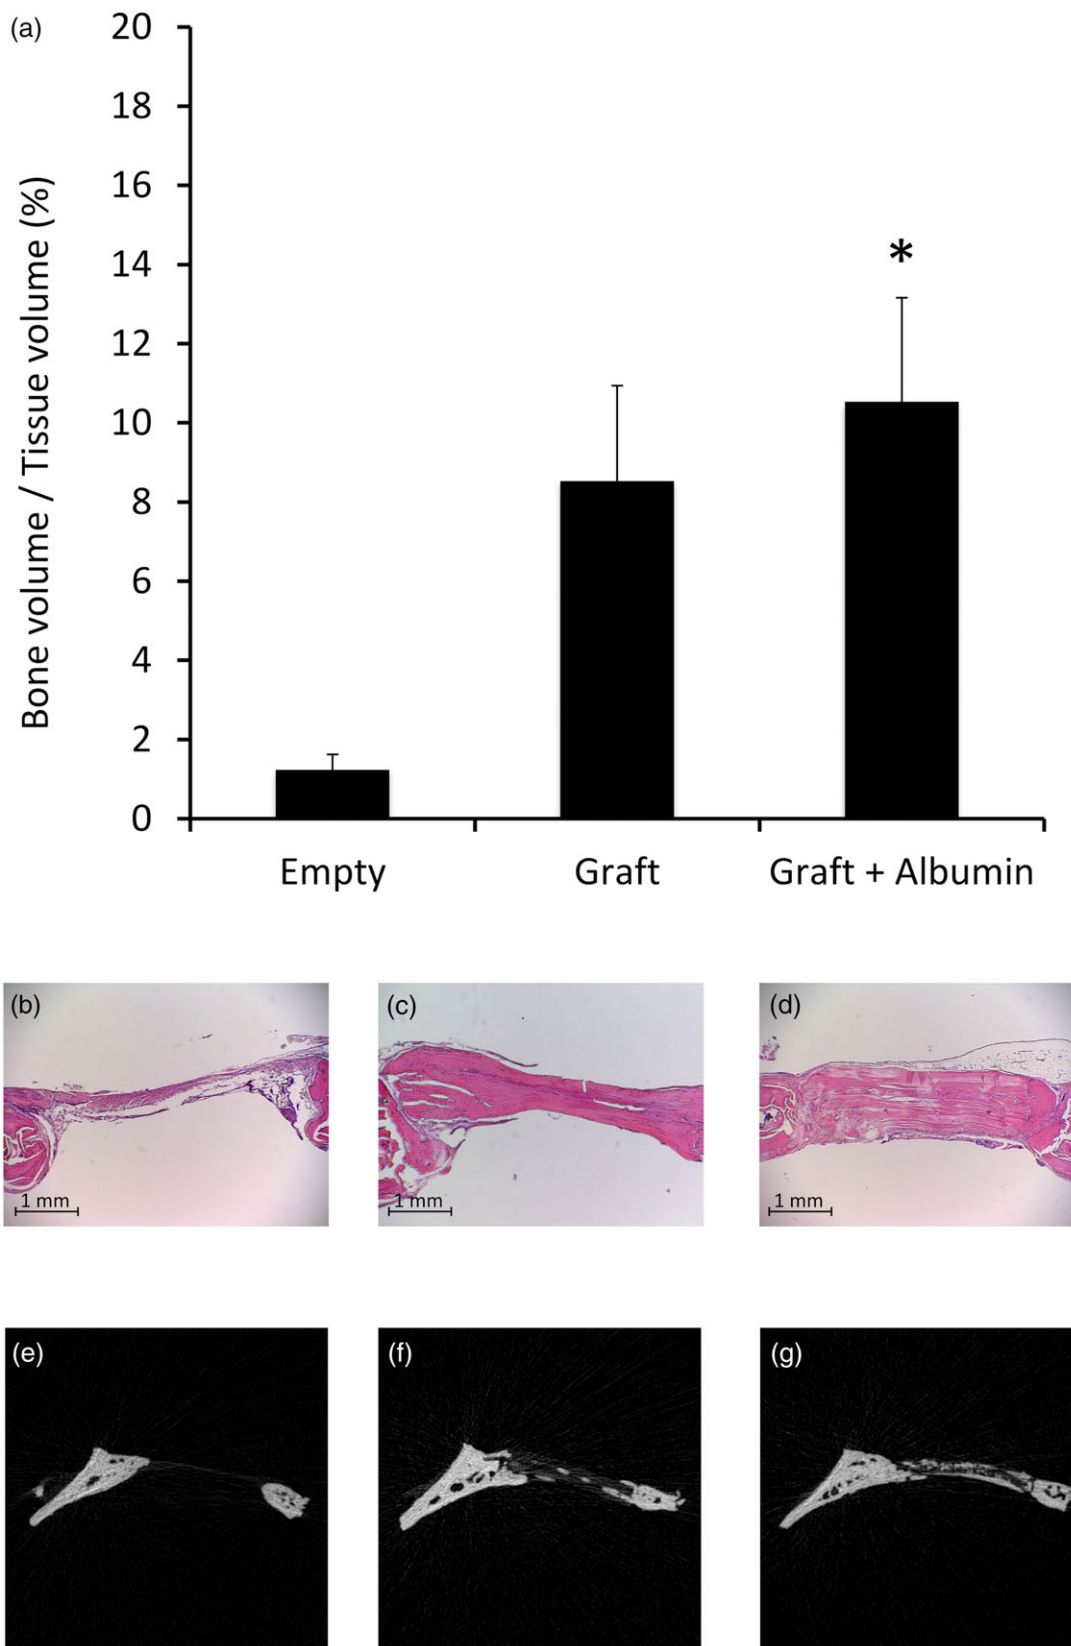 (a)
20
18
16
14
12
10
8
6
4
2
0
Bone volume / Tissue volume (%)
*
Empty
Graft
Graft + Albumin
(b)
(c)
(d)
1 mm
1 mm
1 mm
(e)
(f)
(g)